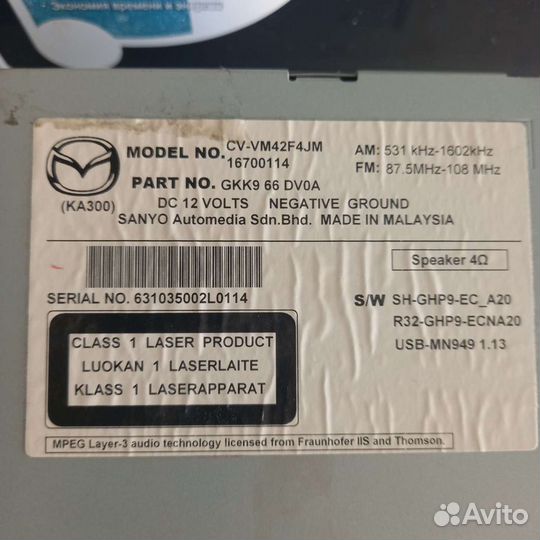 Экономия времени и энергии
MODEL NO. CV-VM42F4JM
16700114
AM: 531 kHz-1602kHz
FM: 87.5MHz-108 MHz
(KA300)
PART NO. GKK9 66 DV0A
DC 12 VOLTS NEGATIVE GROUND
SANYO Automedia Sdn.Bhd. MADE IN MALAYSIA
Speaker 4Ω
SERIAL NO. 631035002L0114
S/W SH-GHP9-EC_A20
R32-GHP9-ECNA20
USB-MN949 1.13
CLASS 1 LASER PRODUCT
LUOKAN 1 LASERLAITE
KLASS 1 LASERAPPARAT
MPEG Layer-3 audio technology licensed from Fraunhofer IIS and Thomson.
Avito